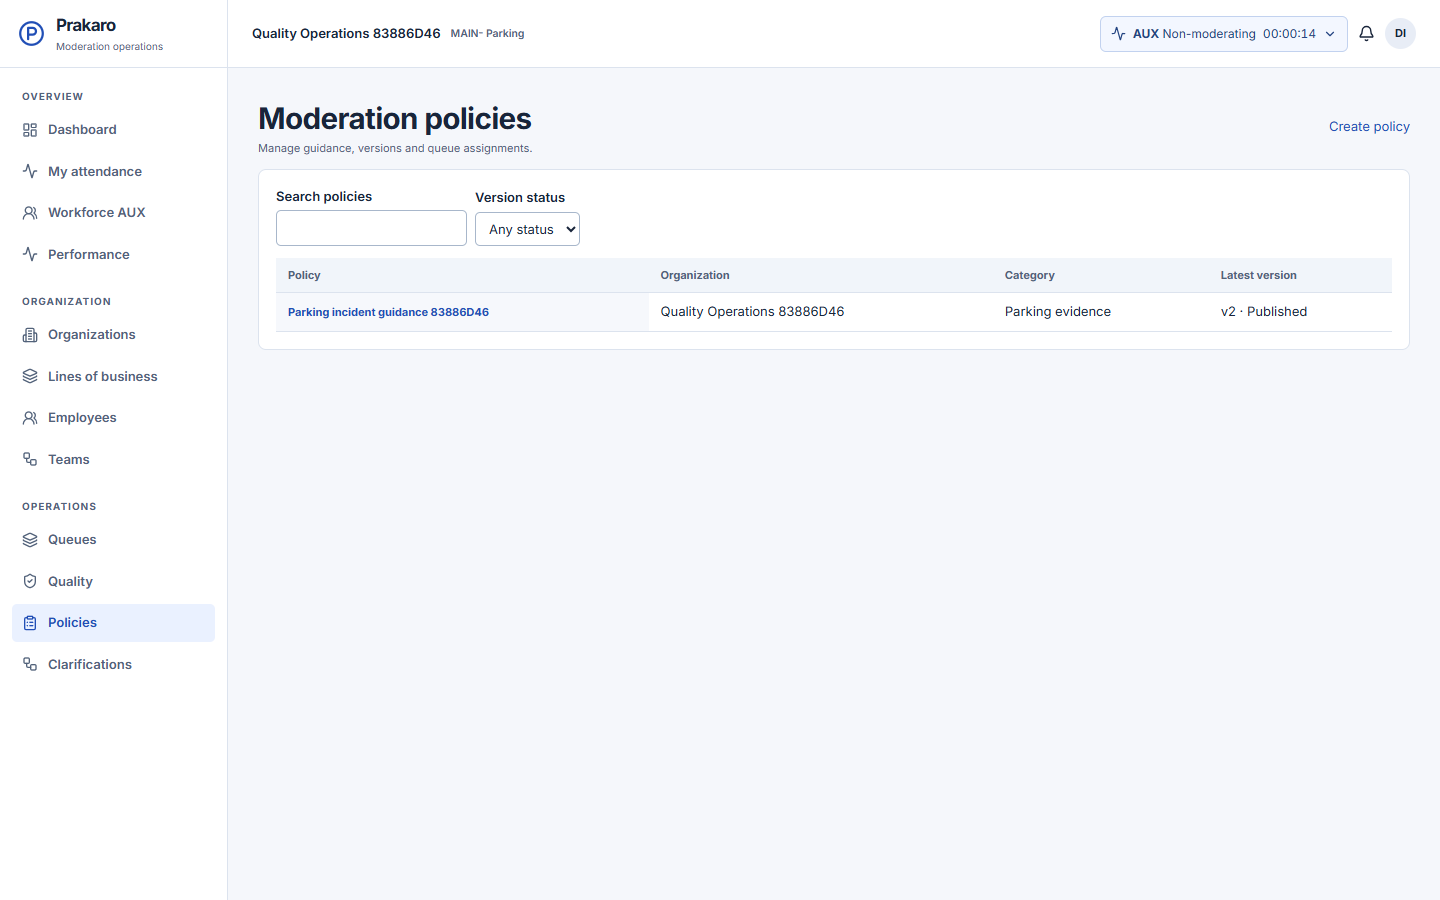 Prakaro
Moderation operations
Quality Operations 83886D46 MAIN- Parking
AUX Non-moderating 00:00:14
DI
OVERVIEW
Dashboard
My attendance
Workforce AUX
Performance
ORGANIZATION
Organizations
Lines of business
Employees
Teams
OPERATIONS
Queues
Quality
Policies
Clarifications
Moderation policies
Manage guidance, versions and queue assignments.
Create policy
Search policies
Version status
Any status
Policy Organization Category Latest version
Parking incident guidance 83886D46 Quality Operations 83886D46 Parking evidence v2 · Published